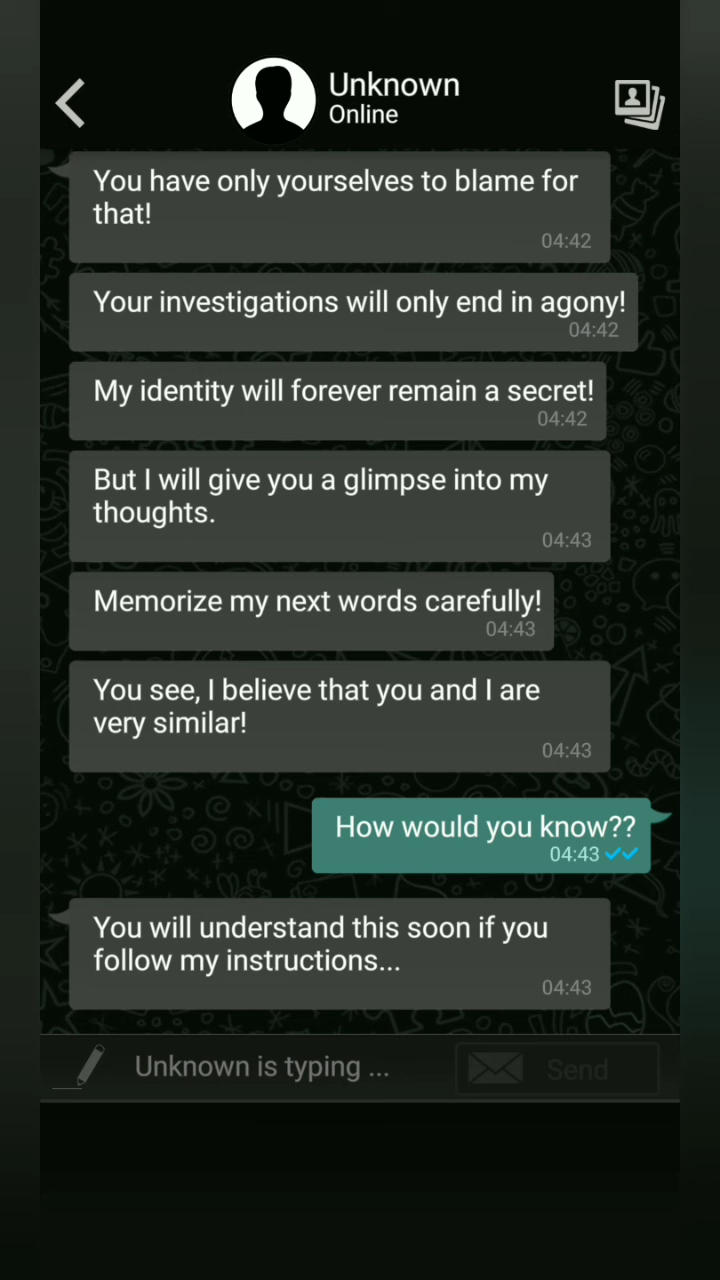 Unknown
Online
You have only yourselves to blame for
that!
04:42
Your investigations will only end in agony!
04:42
My identity will forever remain a secret!
04:42
But I will give you a glimpse into my
thoughts.
04:43
Memorize my next words carefully!
04:43
You see, I believe that you and I are
very similar!
04:43
How would you know??
04:43
You will understand this soon if you
follow my instructions...
04:43
Unknown is typing ...
Send